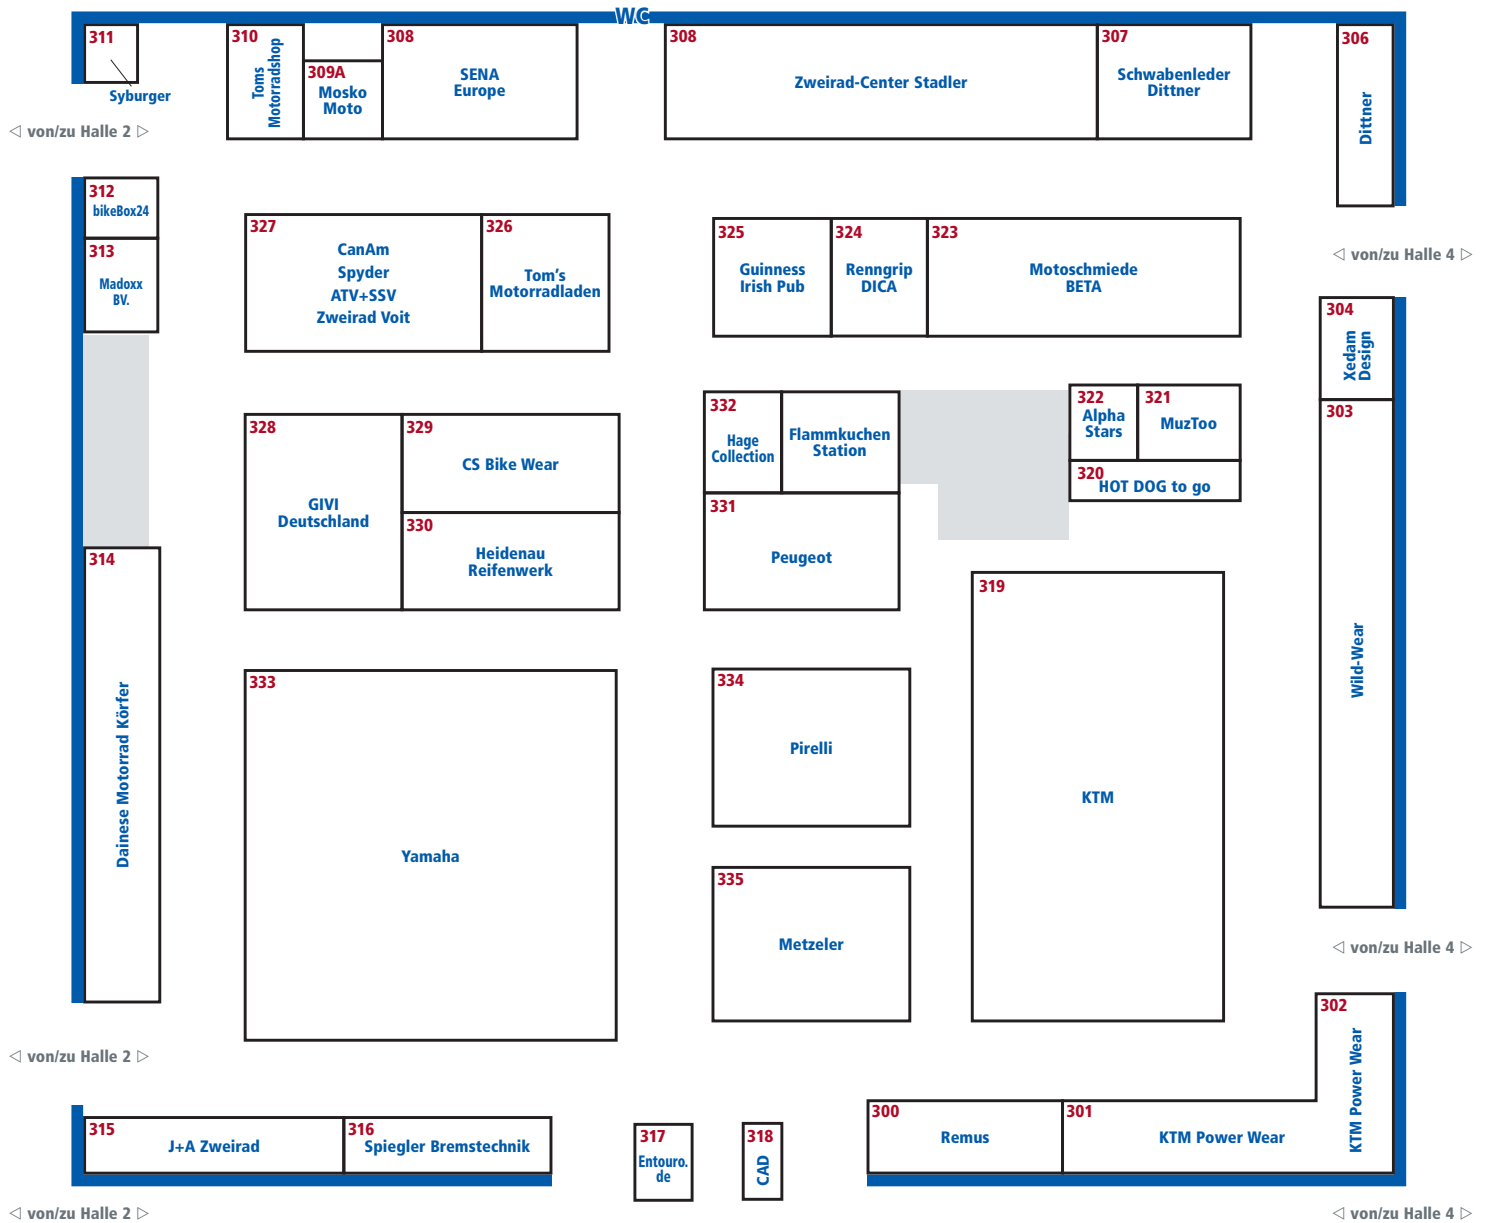 WC
311
Syburger
310
Toms
Motorradshop
309A
Mosko
Moto
308
SENA
Europe
308
Zweirad-Center Stadler
307
Schwabenleder
Dittner
306
Dittner
◁ von/zu Halle 2 ▷
312
bikeBox24
313
Madoxx
BV.
327
CanAm
Spyder
ATV+SSV
Zweirad Voit
326
Tom’s
Motorradladen
325
Guinness
Irish Pub
324
Renngrip
DICA
323
Motoschmiede
BETA
◁ von/zu Halle 4 ▷
304
Xedam
Design
303
Wild-Wear
328
GIVI
Deutschland
329
CS Bike Wear
330
Heidenau
Reifenwerk
332
Hage
Collection
Flammkuchen
Station
331
Peugeot
322
Alpha
Stars
321
MuzToo
320
HOT DOG to go
314
Dainese Motorrad Körfer
319
KTM
333
Yamaha
334
Pirelli
335
Metzeler
◁ von/zu Halle 4 ▷
302
KTM Power Wear
◁ von/zu Halle 2 ▷
315
J+A Zweirad
316
Spiegler Bremstechnik
317
Entouro.
de
318
CAD
300
Remus
301
KTM Power Wear
◁ von/zu Halle 2 ▷
◁ von/zu Halle 4 ▷